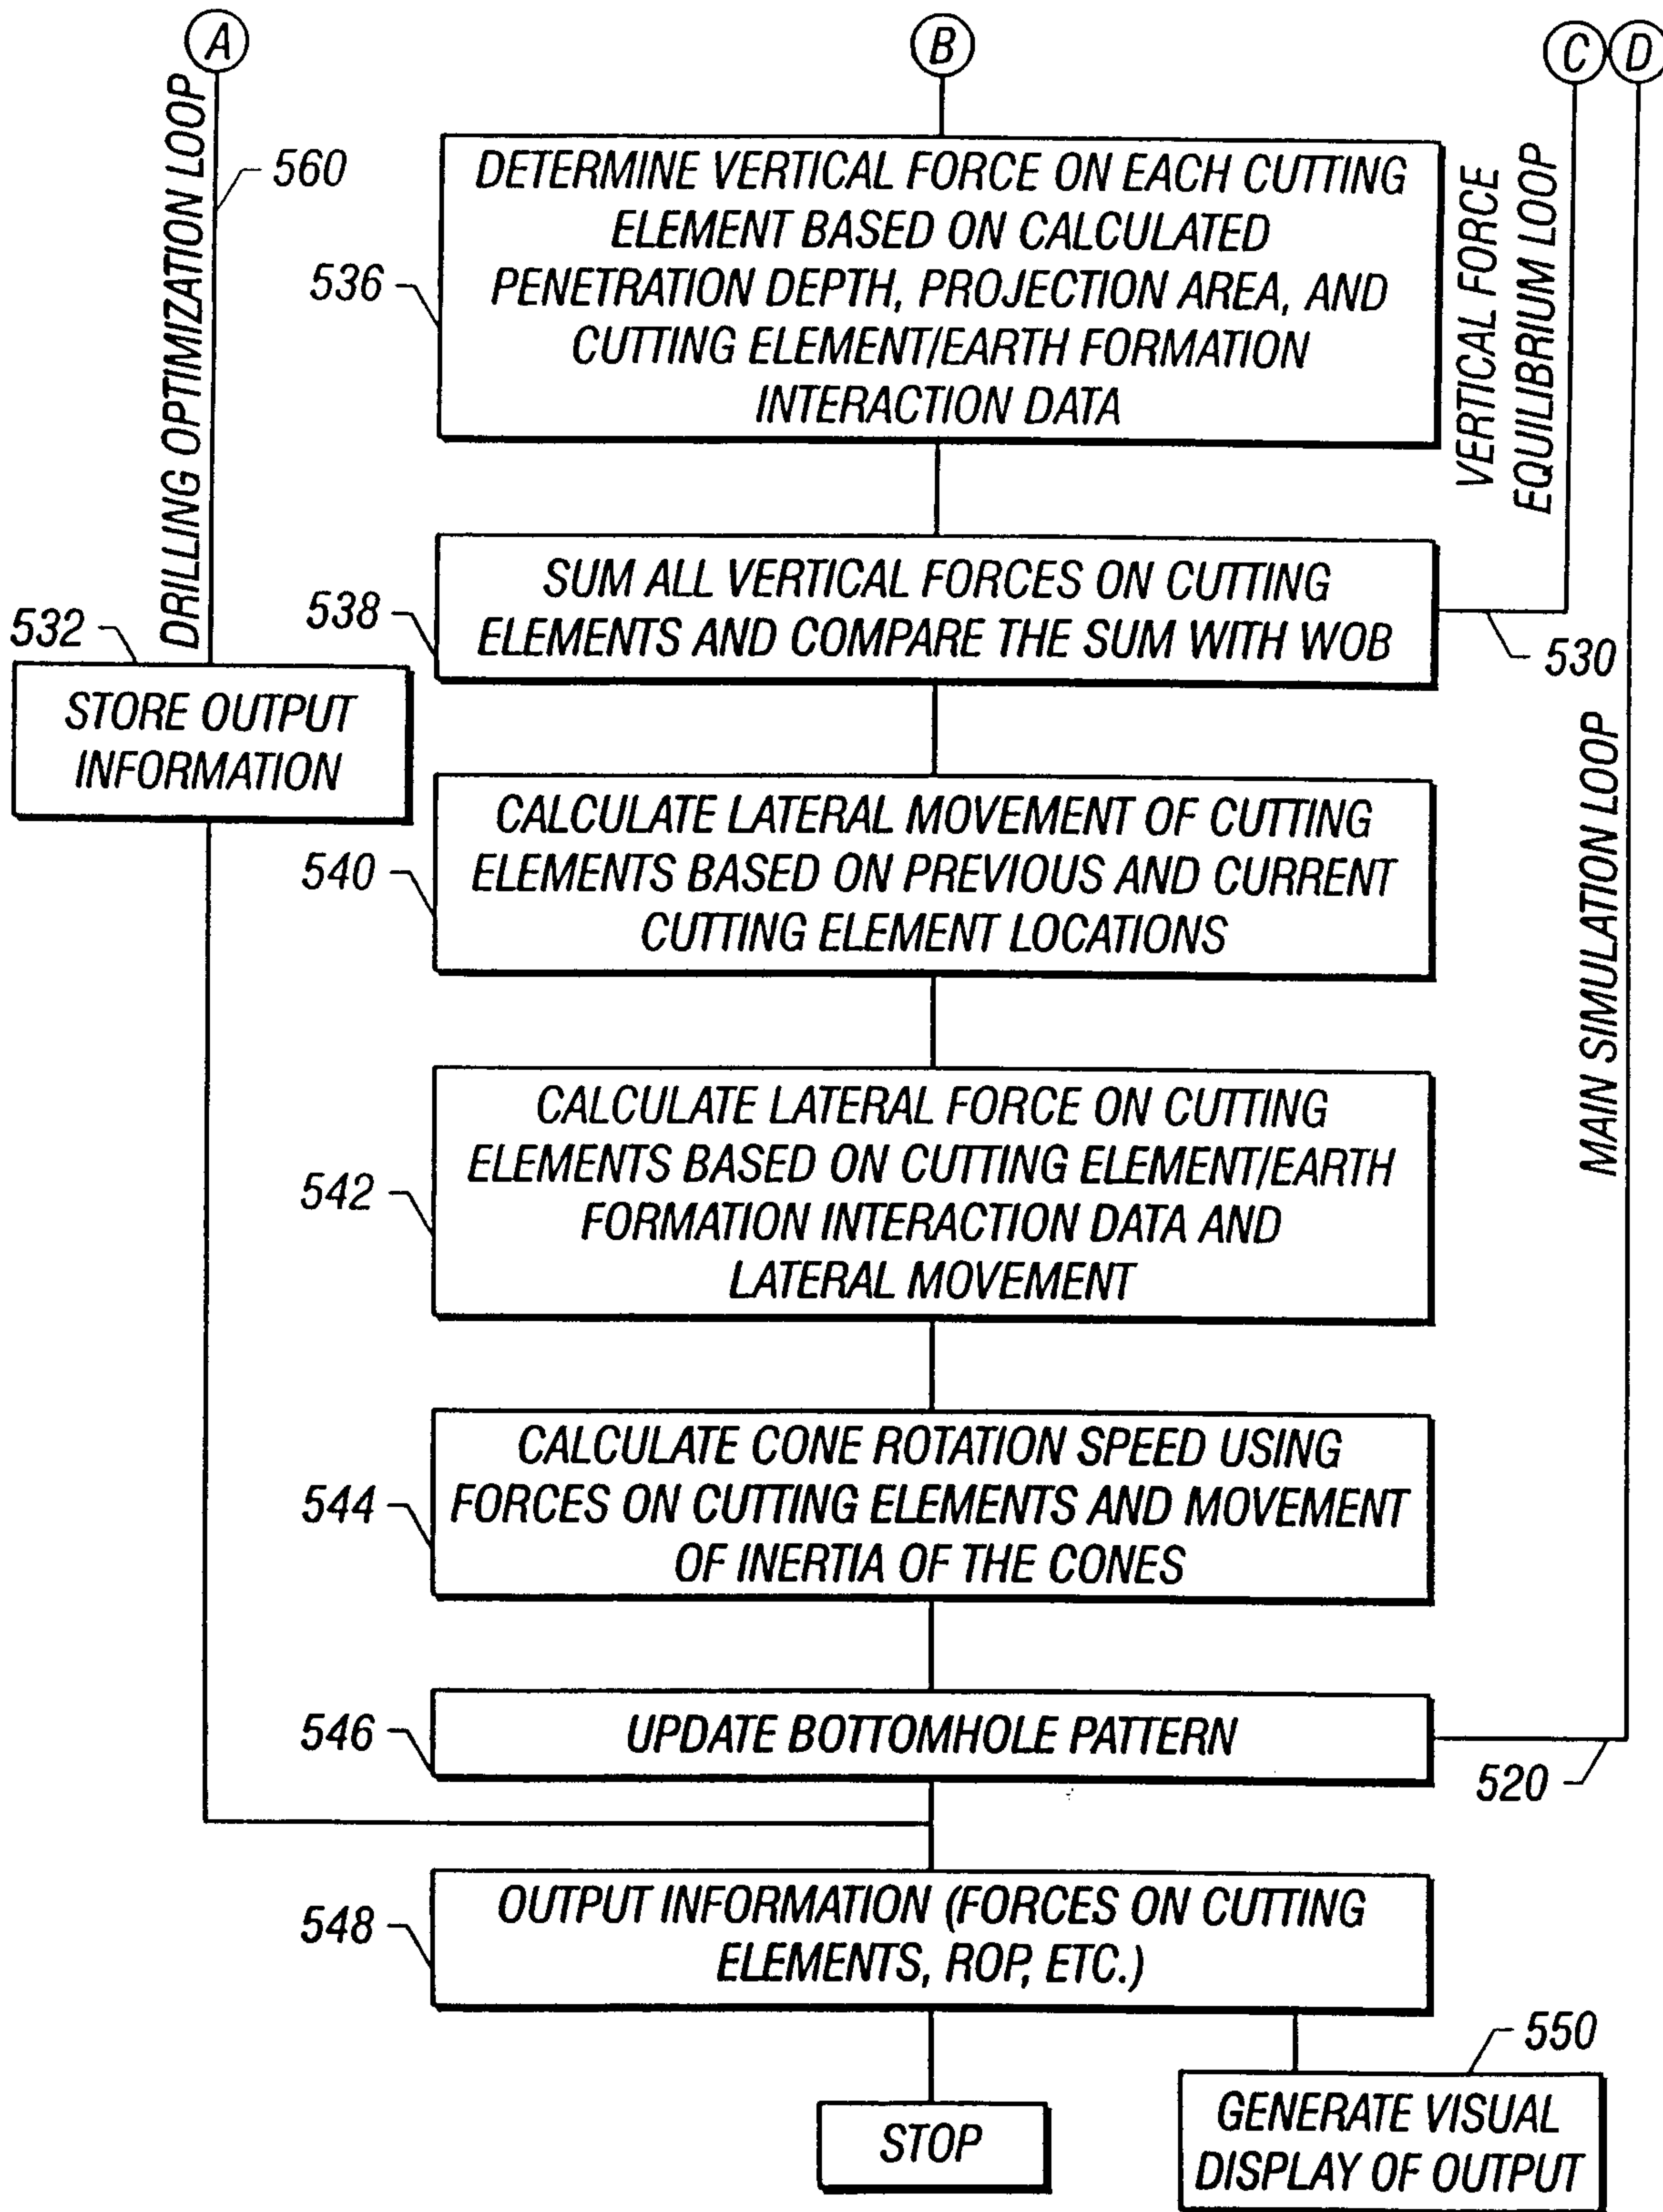 A
B
C
D
DRILLING OPTIMIZATION LOOP
560
536
DETERMINE VERTICAL FORCE ON EACH CUTTING
ELEMENT BASED ON CALCULATED
PENETRATION DEPTH, PROJECTION AREA, AND
CUTTING ELEMENT/EARTH FORMATION
INTERACTION DATA
VERTICAL FORCE
EQUILIBRIUM LOOP
538
SUM ALL VERTICAL FORCES ON CUTTING
ELEMENTS AND COMPARE THE SUM WITH WOB
530
532
STORE OUTPUT
INFORMATION
MAIN SIMULATION LOOP
540
CALCULATE LATERAL MOVEMENT OF CUTTING
ELEMENTS BASED ON PREVIOUS AND CURRENT
CUTTING ELEMENT LOCATIONS
542
CALCULATE LATERAL FORCE ON CUTTING
ELEMENTS BASED ON CUTTING ELEMENT/EARTH
FORMATION INTERACTION DATA AND
LATERAL MOVEMENT
544
CALCULATE CONE ROTATION SPEED USING
FORCES ON CUTTING ELEMENTS AND MOVEMENT
OF INERTIA OF THE CONES
546
UPDATE BOTTOMHOLE PATTERN
520
548
OUTPUT INFORMATION (FORCES ON CUTTING
ELEMENTS, ROP, ETC.)
STOP
550
GENERATE VISUAL
DISPLAY OF OUTPUT